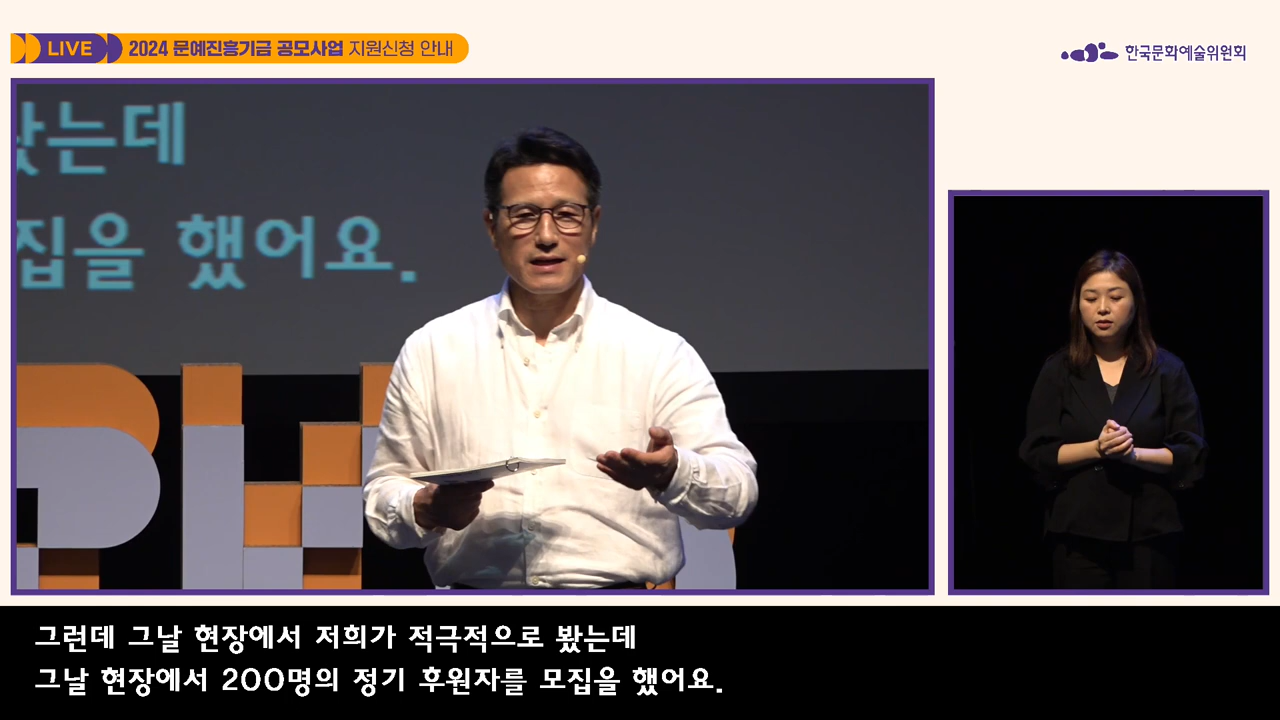 LIVE 2024 문예진흥기금 공모사업 지원신청 안내
한국문화예술위원회
는데
집을 했어요.
그런데 그날 현장에서 저희가 적극적으로 봤는데
그날 현장에서 200명의 정기 후원자를 모집을 했어요.